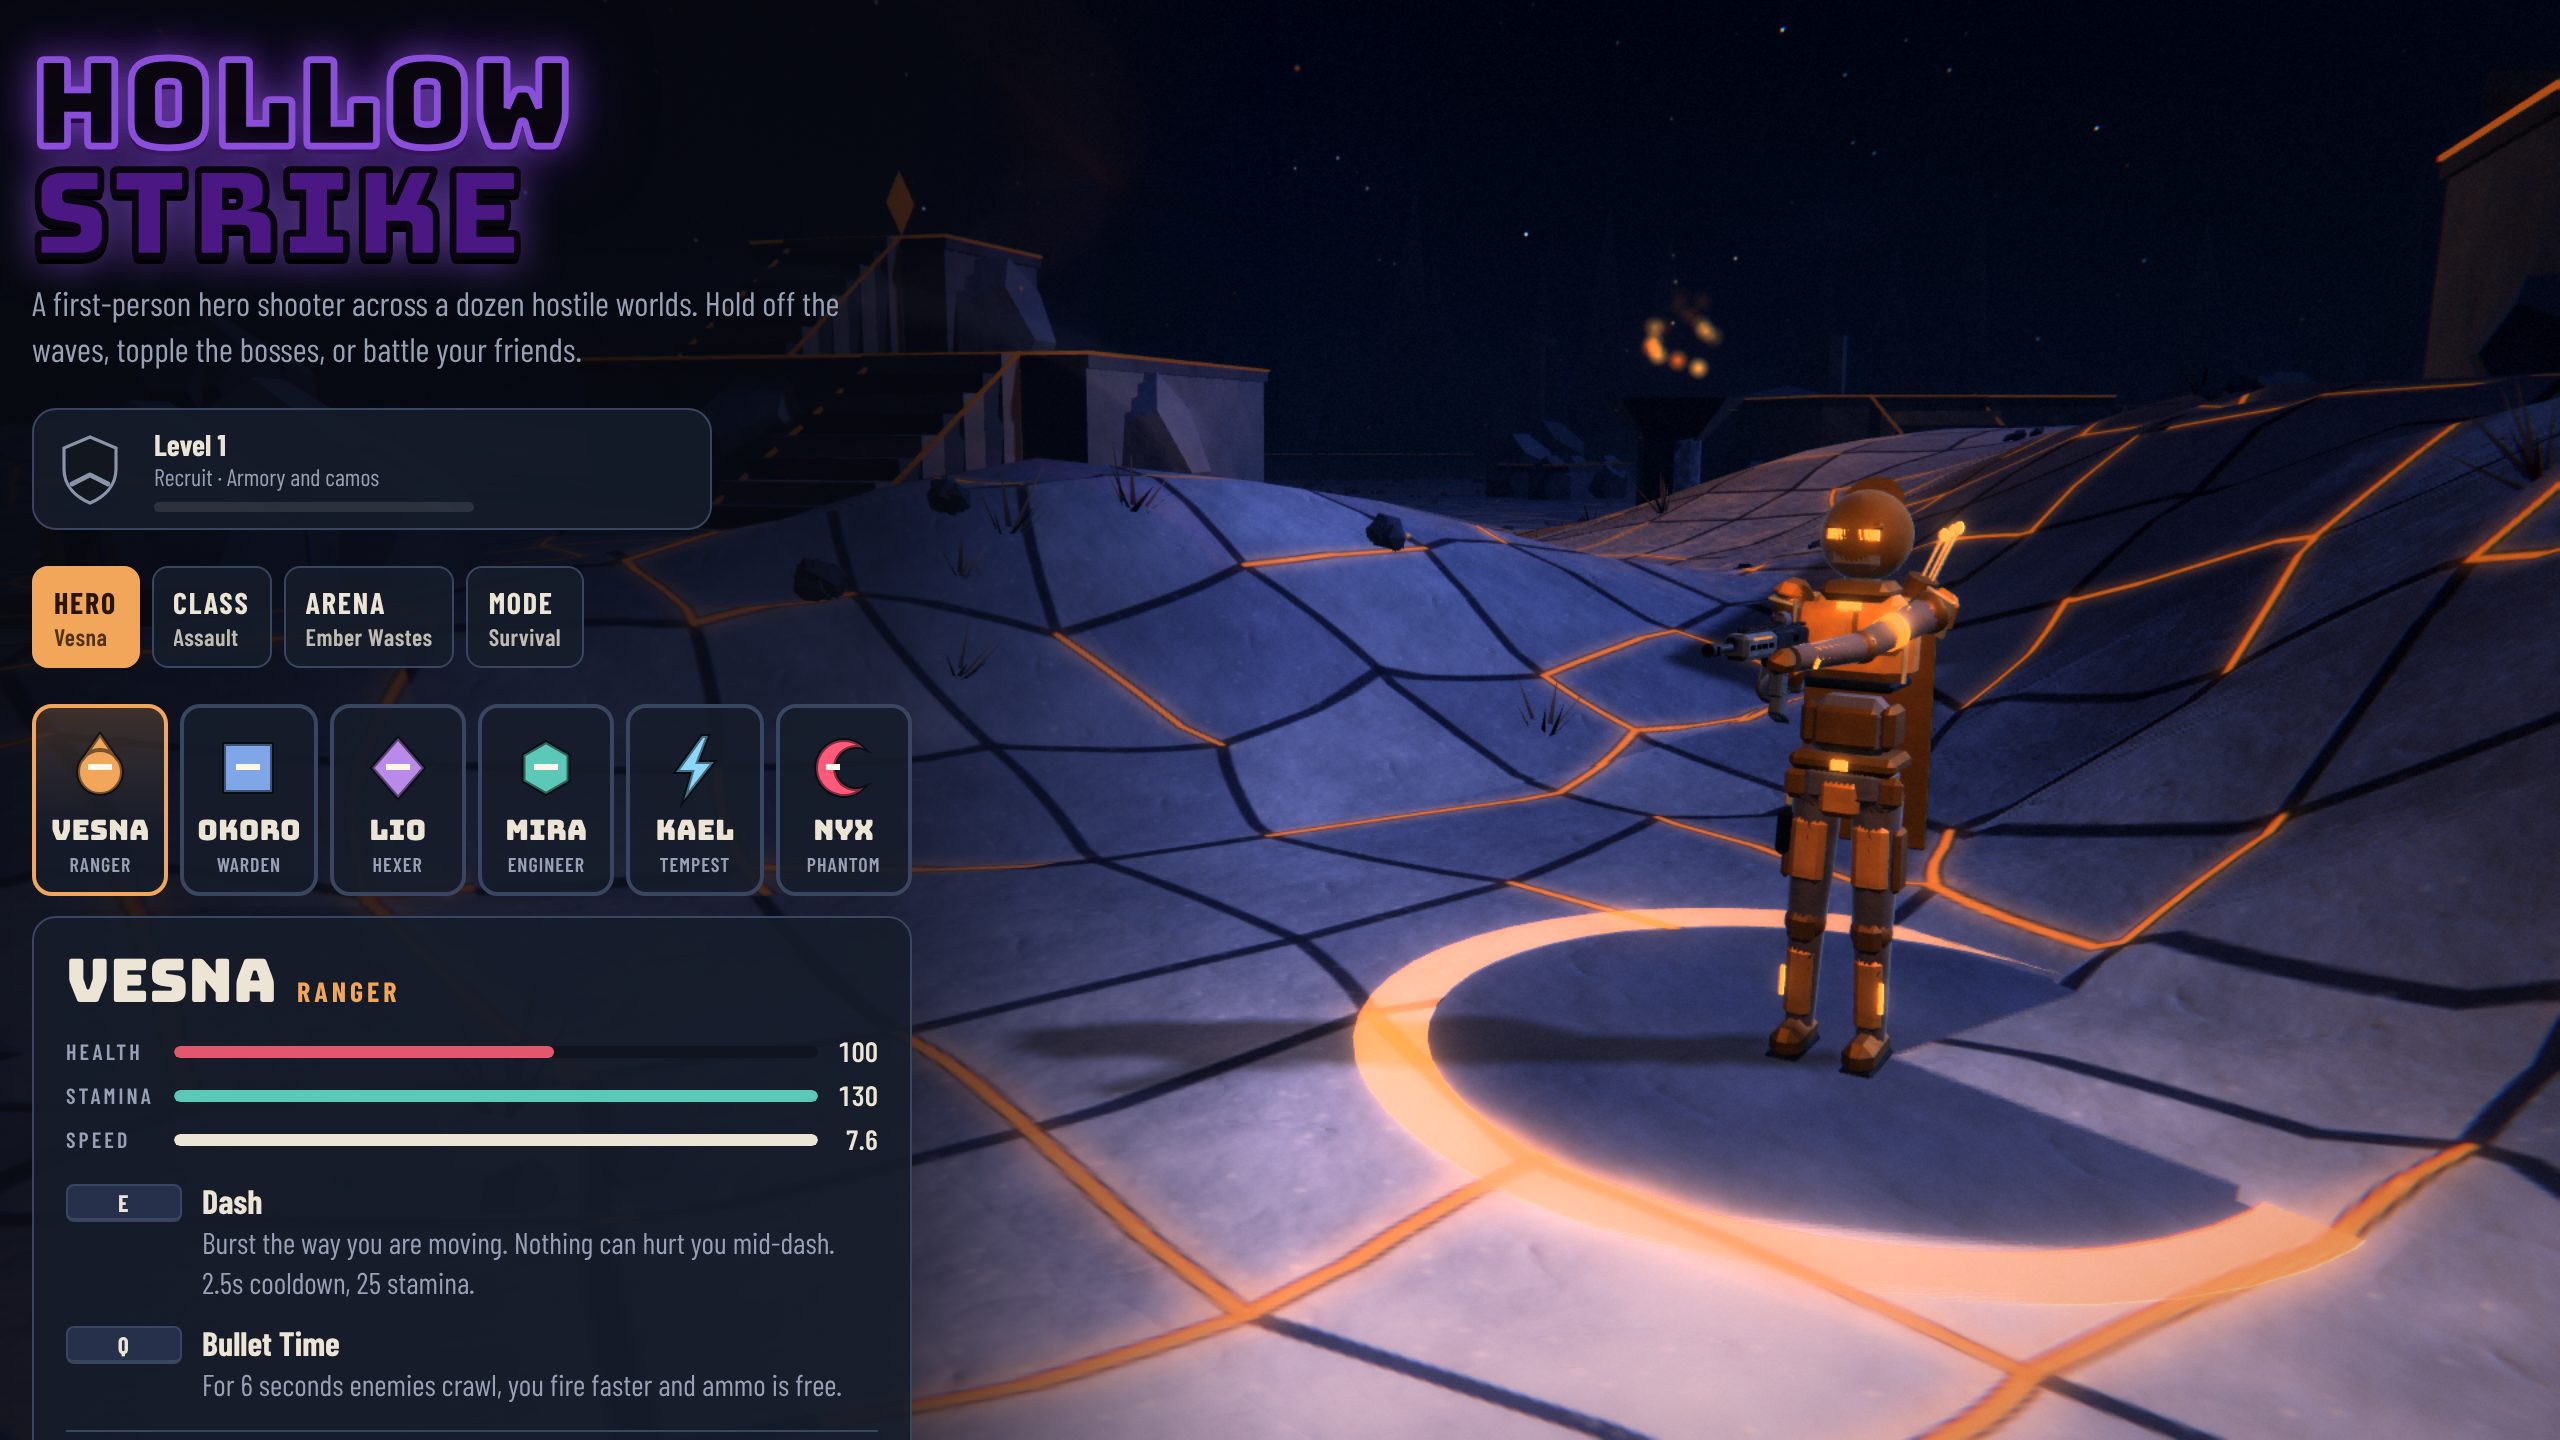 HOLLOW
STRIKE
A first-person hero shooter across a dozen hostile worlds. Hold off the
waves, topple the bosses, or battle your friends.
Level 1
Recruit · Armory and camos
HERO
Vesna
CLASS
Assault
ARENA
Ember Wastes
MODE
Survival
VESNA
RANGER
OKORO
WARDEN
LIO
HEXER
MIRA
ENGINEER
KAEL
TEMPEST
NYX
PHANTOM
VESNA RANGER
HEALTH 100
STAMINA 130
SPEED 7.6
E Dash
Burst the way you are moving. Nothing can hurt you mid-dash.
2.5s cooldown, 25 stamina.
Q Bullet Time
For 6 seconds enemies crawl, you fire faster and ammo is free.